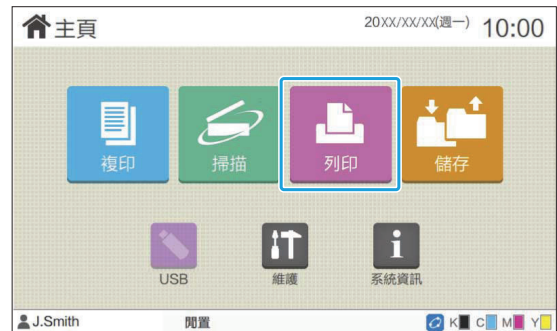 主頁 20XX/XX/XX(週一) 10:00
複印 掃描 列印 儲存
USB 維護 系統資訊
J.Smith 閒置 K C M Y